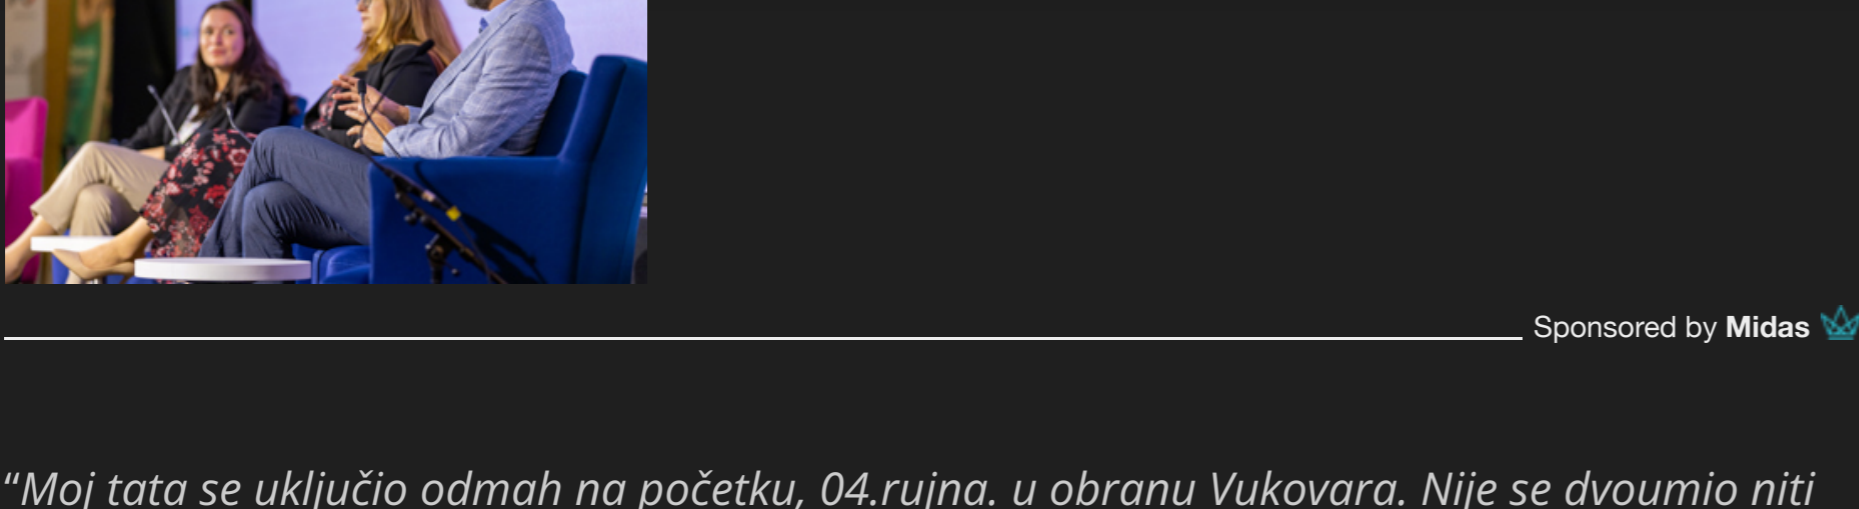 Sponsored by Midas
“Moj tata se uključio odmah na početku, 04.rujna. u obranu Vukovara. Nije se dvoumio niti